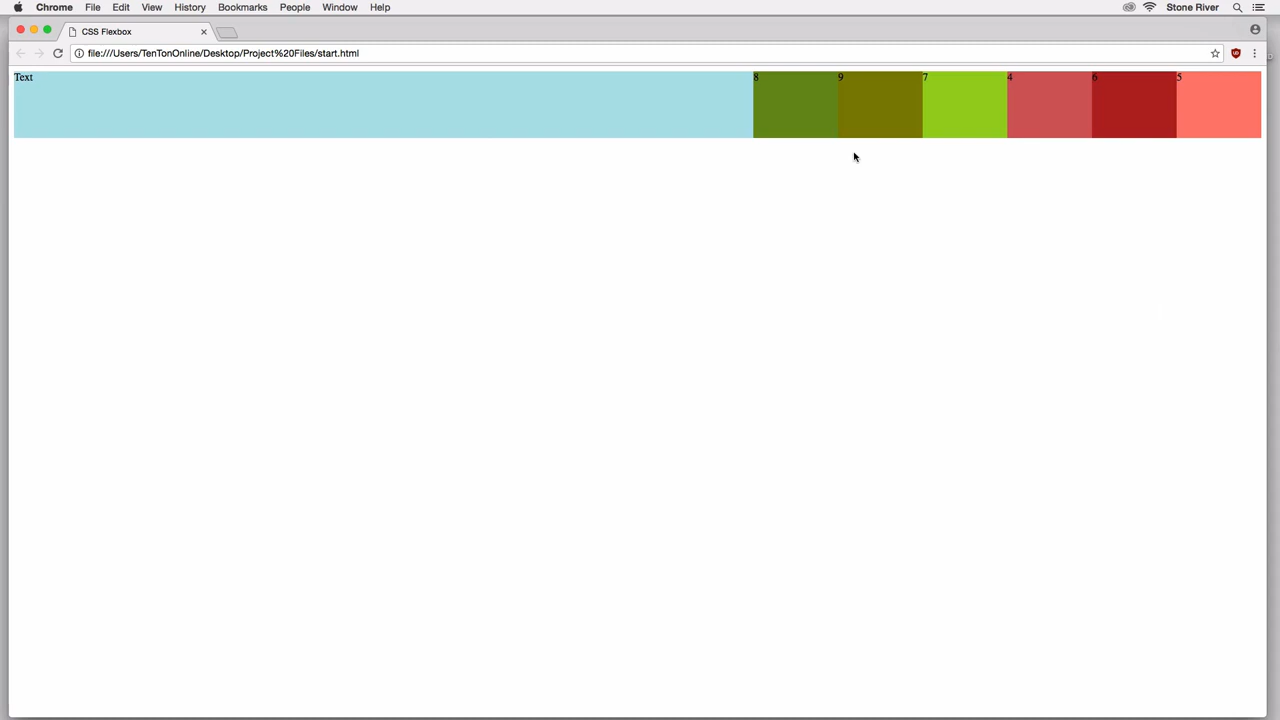 Chrome File Edit View History Bookmarks People Window Help Stone River
CSS Flexbox
file:///Users/TenTonOnline/Desktop/Project%20Files/start.html
Text 8 9 7 4 6 5